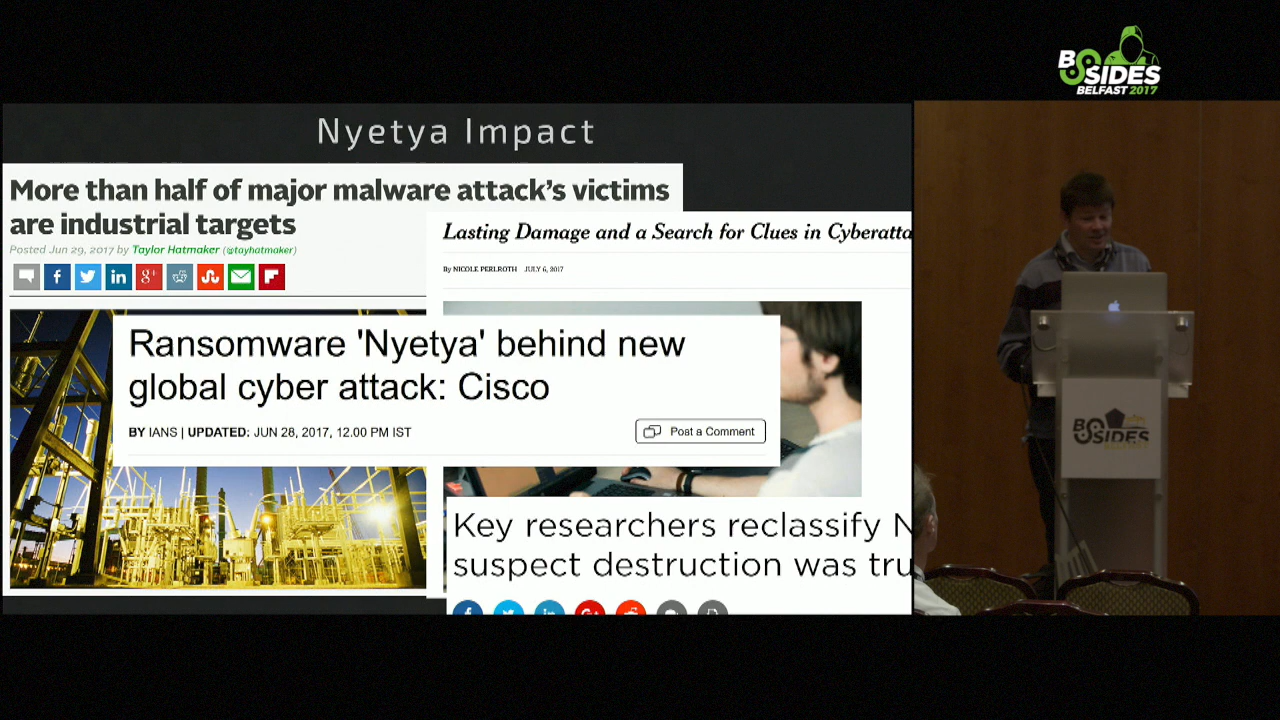 BSIDES
BELFAST 2017
Nyetya Impact
More than half of major malware attack's victims
are industrial targets
Posted Jun 29, 2017 by Taylor Hatmaker (@tayhatmaker)
Lasting Damage and a Search for Clues in Cyberatta
By NICOLE PERLROTH JULY 6, 2017
Ransomware 'Nyetya' behind new
global cyber attack: Cisco
BY IANS | UPDATED: JUN 28, 2017, 12.00 PM IST
Post a Comment
Key researchers reclassify N
suspect destruction was tru
BSIDES
BELFAST